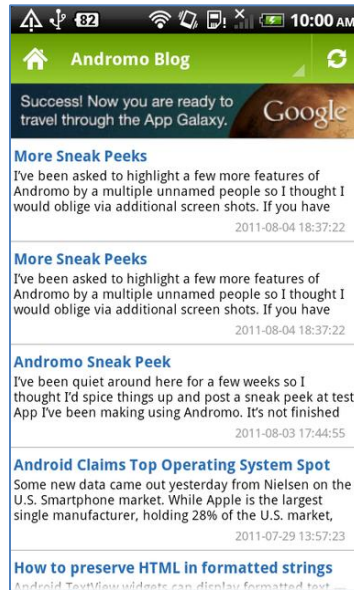 82
10:00 AM
Andromo Blog
Success! Now you are ready to
travel through the App Galaxy.
Google
More Sneak Peeks
I've been asked to highlight a few more features of
Andromo by a multiple unnamed people so I thought I
would oblige via additional screen shots. If you have
2011-08-04 18:37:22
More Sneak Peeks
I've been asked to highlight a few more features of
Andromo by a multiple unnamed people so I thought I
would oblige via additional screen shots. If you have
2011-08-04 18:37:22
Andromo Sneak Peek
I've been quiet around here for a few weeks so I
thought I'd spice things up and post a sneak peek at test
App I've been making using Andromo. It's not finished
2011-08-03 17:44:55
Android Claims Top Operating System Spot
Some new data came out yesterday from Nielsen on the
U.S. Smartphone market. While Apple is the largest
single manufacturer, holding 28% of the U.S. market,
2011-07-29 13:57:23
How to preserve HTML in formatted strings
Android TextView widgets can display formatted text